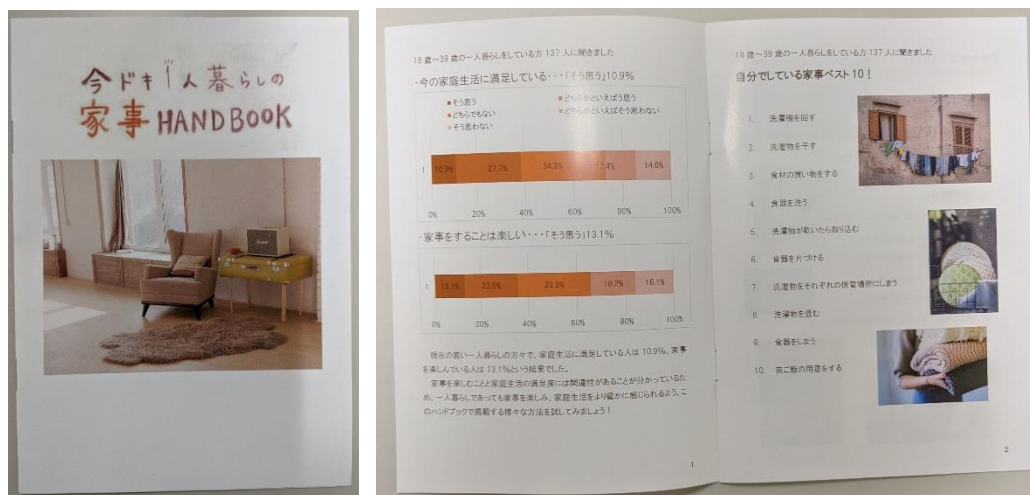 今ドキ一人暮らしの
家事HANDBOOK
18歳～39歳の一人暮らしをしている方137人に聞きました
・今の家庭生活に満足している・・・「そう思う」10.9%
■そう思う
■どちらかといえばそう思う
■どちらでもない
■どちらかといえばそう思わない
■そう思わない
1
10.9%
27.7%
34.3%
12.4%
14.6%
0%
20%
40%
60%
80%
100%
・家事をすることは楽しい・・・「そう思う」13.1%
1
13.1%
22.6%
29.9%
18.2%
16.1%
0%
20%
40%
60%
80%
100%
現在の若い一人暮らしの方々で、家庭生活に満足している人は10.9%、家事
を楽しんでいる人は13.1%という結果でした。
家事を楽しむことと家庭生活の満足度には関連性があることが分かっているた
め、一人暮らしであっても家事を楽しみ、家庭生活をより豊かに感じられるよう、こ
のハンドブックで掲載する様々な方法を試してみましょう！
1
18歳～39歳の一人暮らしをしている方137人に聞きました
自分でしている家事ベスト10！
1. 洗濯機を回す
2. 洗濯物を干す
3. 食材の買い物をする
4. 食器を洗う
5. 洗濯物が乾いたら取り込む
6. 食器を片づける
7. 洗濯物をそれぞれの保管場所にしまう
8. 洗濯物を畳む
9. 食器をしまう
10. 夜ご飯の用意をする
2